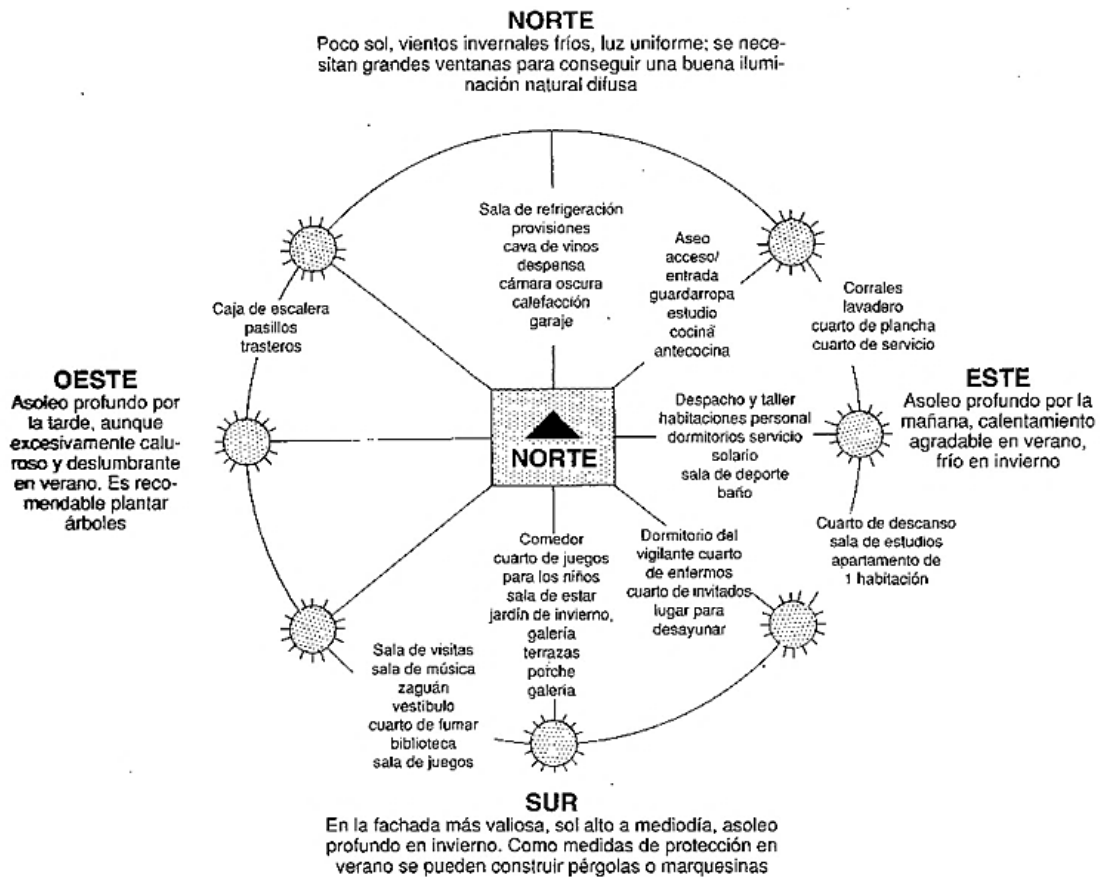 NORTE
Poco sol, vientos invernales fríos, luz uniforme; se nece-
sitan grandes ventanas para conseguir una buena ilumi-
nación natural difusa
Sala de refrigeración
provisiones
cava de vinos
despensa
cámara oscura
calefacción
garaje
Aseo
acceso/
entrada
guardarropa
estudio
cocina
antecocina
Corrales
lavadero
cuarto de plancha
cuarto de servicio
Caja de escalera
pasillos
trasteros
OESTE
Asoleo profundo por
la tarde, aunque
excesivamente calu-
roso y deslumbrante
en verano. Es reco-
mendable plantar
árboles
NORTE
Despacho y taller
habitaciones personal
dormitorios servicio
solario
sala de deporte
baño
ESTE
Asoleo profundo por la
mañana, calentamiento
agradable en verano,
frío en invierno
Cuarto de descanso
sala de estudios
apartamento de
1 habitación
Dormitorio del
vigilante cuarto
de enfermos
cuarto de invitados
lugar para
desayunar
Comedor
cuarto de juegos
para los niños
sala de estar
jardín de invierno,
galería
terrazas
porche
galería
Sala de visitas
sala de música
zaguán
vestíbulo
cuarto de fumar
biblioteca
sala de juegos
SUR
En la fachada más valiosa, sol alto a mediodía, asoleo
profundo en invierno. Como medidas de protección en
verano se pueden construir pérgolas o marquesinas